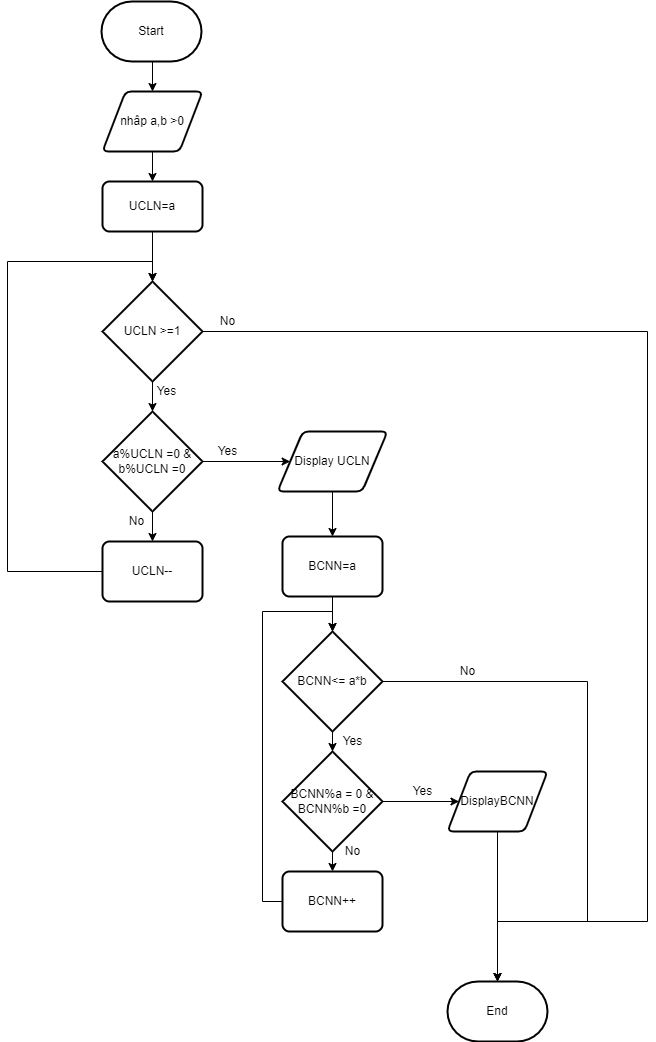 Start
nhâp a,b >0
UCLN=a
UCLN >=1
No
Yes
a%UCLN =0 &
b%UCLN =0
Yes
Display UCLN
No
UCLN--
BCNN=a
BCNN<= a*b
No
Yes
BCNN%a = 0 &
BCNN%b =0
Yes
DisplayBCNN
No
BCNN++
End